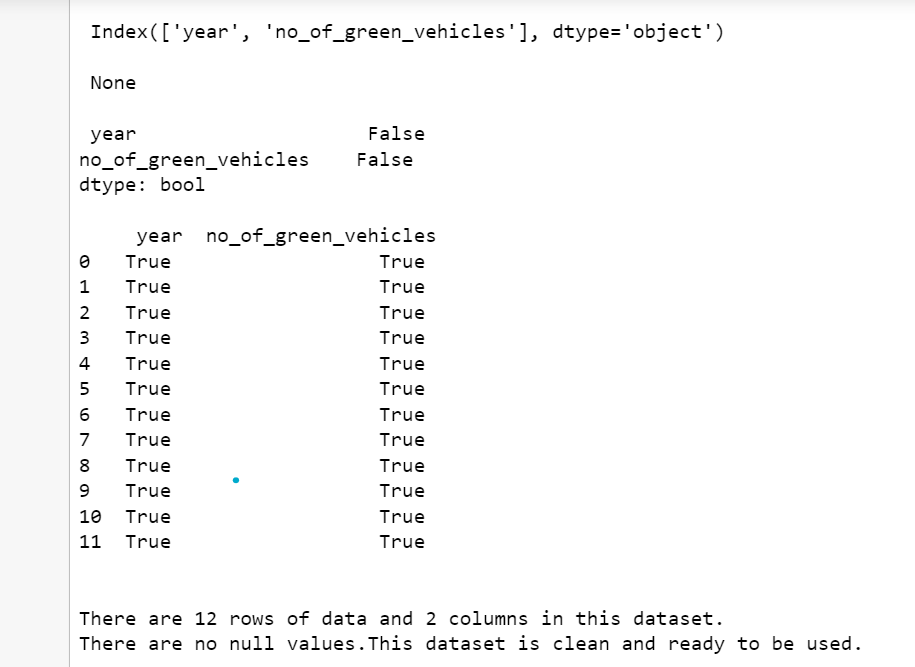 Index(['year', 'no_of_green_vehicles'], dtype='object')
None
year                    False
no_of_green_vehicles    False
dtype: bool
     year  no_of_green_vehicles
0   True                  True
1   True                  True
2   True                  True
3   True                  True
4   True                  True
5   True                  True
6   True                  True
7   True                  True
8   True                  True
9   True                  True
10  True                  True
11  True                  True
There are 12 rows of data and 2 columns in this dataset.
There are no null values.This dataset is clean and ready to be used.